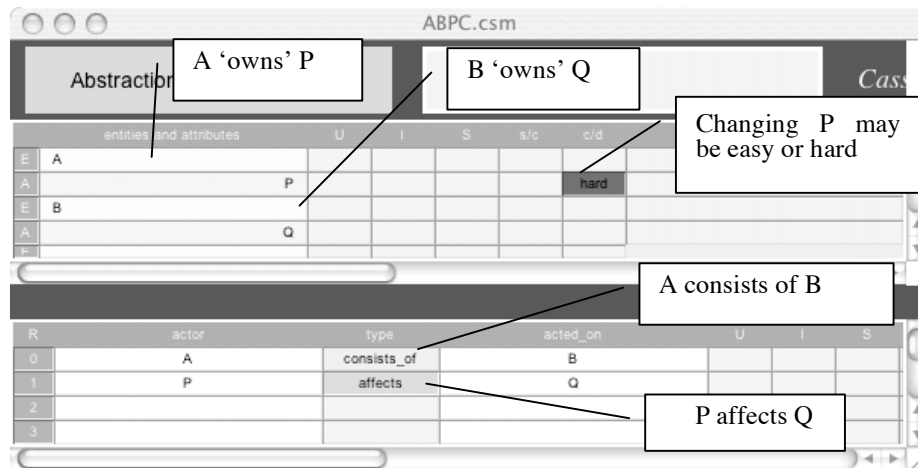 ABPC.csm
Abstraction
A ‘owns’ P
B ‘owns’ Q
Cass
entities and attributes U I S s/c c/d
Changing P may
be easy or hard
E A
A P hard
E B
A Q
E
A consists of B
R actor type acted_on U I S
0 A consists_of B
1 P affects Q
2
3
P affects Q